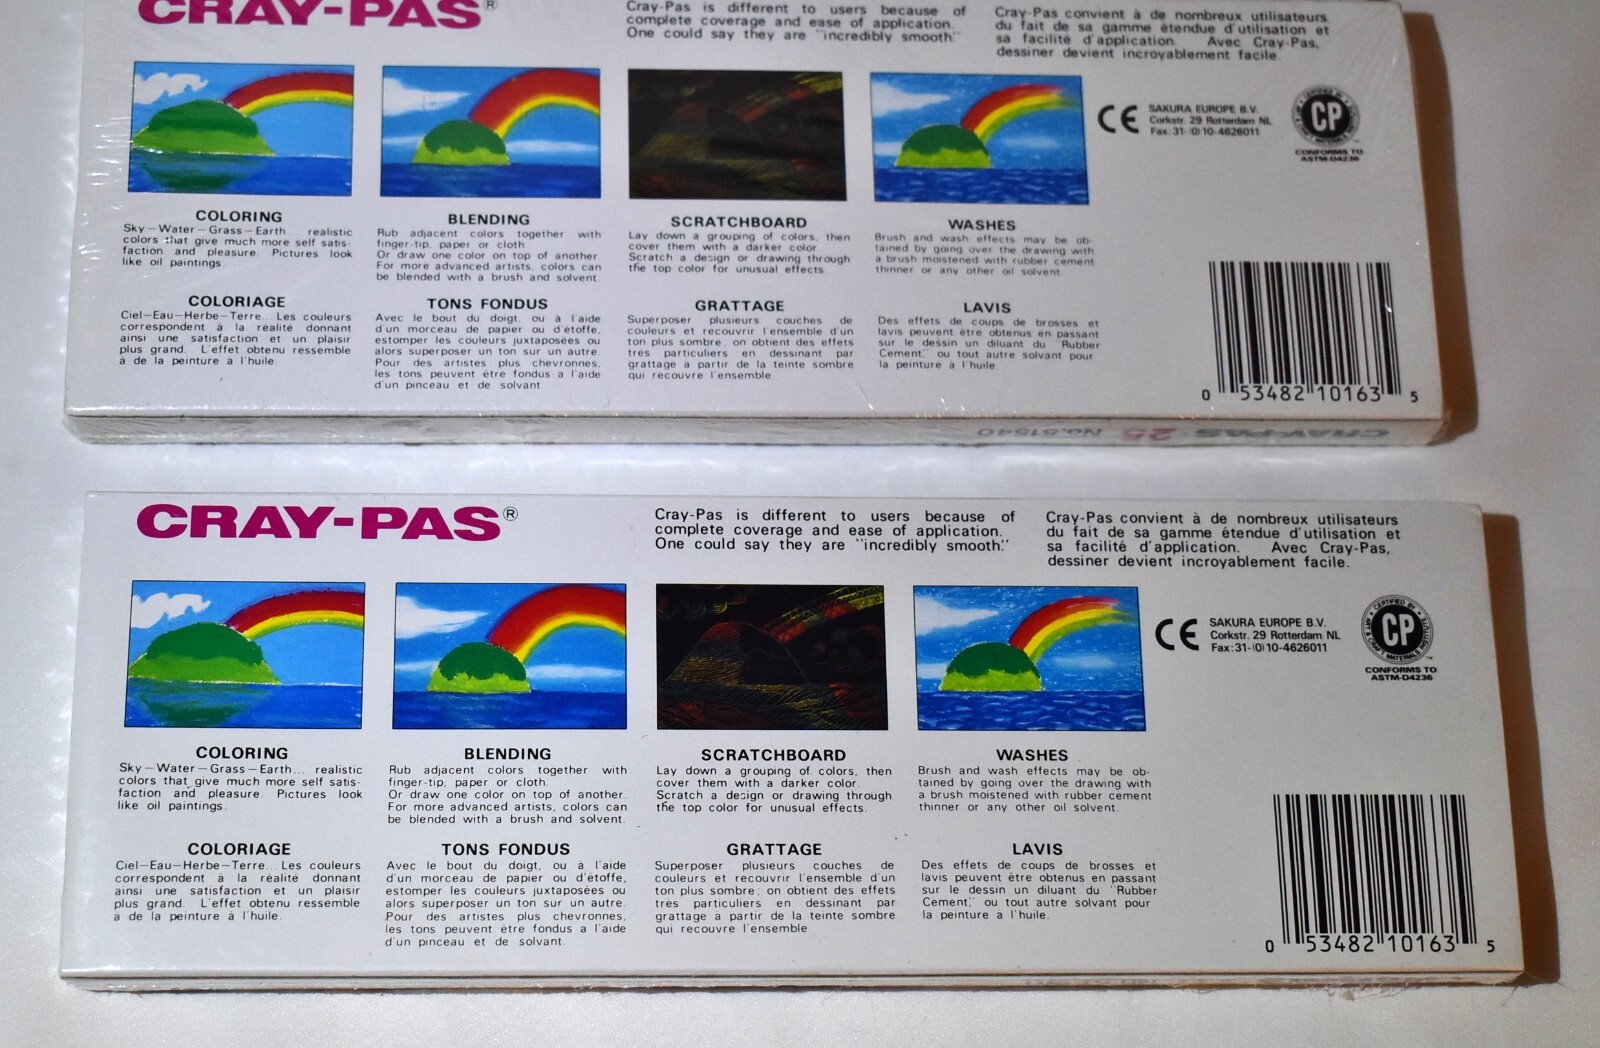 CRAY-PAS®
Cray-Pas is different to users because of
complete coverage and ease of application.
One could say they are "incredibly smooth."
Cray-Pas convient à de nombreux utilisateurs
du fait de sa gamme étendue d'utilisation et
sa facilité d'application. Avec Cray-Pas,
dessiner devient incroyablement facile.
CE
SAKURA EUROPE B.V.
Corkstr. 29 Rotterdam NL
Fax:31-(0)10-4626011
CERTIFIED BY
CP
CONFORMS TO
ASTM-D4236
COLORING
Sky—Water—Grass—Earth... realistic
colors that give much more self satis-
faction and pleasure. Pictures look
like oil paintings.
BLENDING
Rub adjacent colors together with
finger-tip, paper or cloth.
Or draw one color on top of another.
For more advanced artists, colors can
be blended with a brush and solvent.
SCRATCHBOARD
Lay down a grouping of colors, then
cover them with a darker color.
Scratch a design or drawing through
the top color for unusual effects.
WASHES
Brush and wash effects may be ob-
tained by going over the drawing with
a brush moistened with rubber cement
thinner or any other oil solvent.
COLORIAGE
Ciel—Eau—Herbe—Terre... Les couleurs
correspondent à la réalité donnant
ainsi une satisfaction et un plaisir
plus grand. L'effet obtenu ressemble
a de la peinture à l'huile.
TONS FONDUS
Avec le bout du doigt, ou à l'aide
d'un morceau de papier ou d'étoffe,
estomper les couleurs juxtaposées ou
alors superposer un ton sur un autre.
Pour des artistes plus chevronnes,
les tons peuvent être fondus a l'aide
d'un pinceau et de solvant.
GRATTAGE
Superposer plusieurs couches de
couleurs et recouvrir l'ensemble d'un
ton plus sombre; on obtient des effets
tres particuliers en dessinant par
grattage à partir de la teinte sombre
qui recouvre l'ensemble.
LAVIS
Des effets de coups de brosses et
lavis peuvent être obtenus en passant
sur le dessin un diluant du "Rubber
Cement," ou tout autre solvant pour
la peinture à l'huile.
0 53482 10163 5
CRAY-PAS 25 No.51540
CRAY-PAS®
Cray-Pas is different to users because of
complete coverage and ease of application.
One could say they are "incredibly smooth."
Cray-Pas convient à de nombreux utilisateurs
du fait de sa gamme étendue d'utilisation et
sa facilité d'application. Avec Cray-Pas,
dessiner devient incroyablement facile.
CE
SAKURA EUROPE B.V.
Corkstr. 29 Rotterdam NL
Fax:31-(0)10-4626011
CERTIFIED BY
CP
ART & CRAFT MATERIALS INSTITUTE
TM
CONFORMS TO
ASTM-D4236
COLORING
Sky—Water—Grass—Earth... realistic
colors that give much more self satis-
faction and pleasure. Pictures look
like oil paintings.
BLENDING
Rub adjacent colors together with
finger-tip, paper or cloth.
Or draw one color on top of another.
For more advanced artists, colors can
be blended with a brush and solvent.
SCRATCHBOARD
Lay down a grouping of colors, then
cover them with a darker color.
Scratch a design or drawing through
the top color for unusual effects.
WASHES
Brush and wash effects may be ob-
tained by going over the drawing with
a brush moistened with rubber cement
thinner or any other oil solvent.
COLORIAGE
Ciel—Eau—Herbe—Terre... Les couleurs
correspondent à la réalité donnant
ainsi une satisfaction et un plaisir
plus grand. L'effet obtenu ressemble
a de la peinture à l'huile.
TONS FONDUS
Avec le bout du doigt, ou à l'aide
d'un morceau de papier ou d'étoffe,
estomper les couleurs juxtaposées ou
alors superposer un ton sur un autre.
Pour des artistes plus chevronnes,
les tons peuvent être fondus a l'aide
d'un pinceau et de solvant.
GRATTAGE
Superposer plusieurs couches de
couleurs et recouvrir l'ensemble d'un
ton plus sombre; on obtient des effets
très particuliers en dessinant par
grattage à partir de la teinte sombre
qui recouvre l'ensemble
LAVIS
Des effets de coups de brosses et
lavis peuvent être obtenus en passant
sur le dessin un diluant du "Rubber
Cement," ou tout autre solvant pour
la peinture à l'huile.
0 53482 10163 5